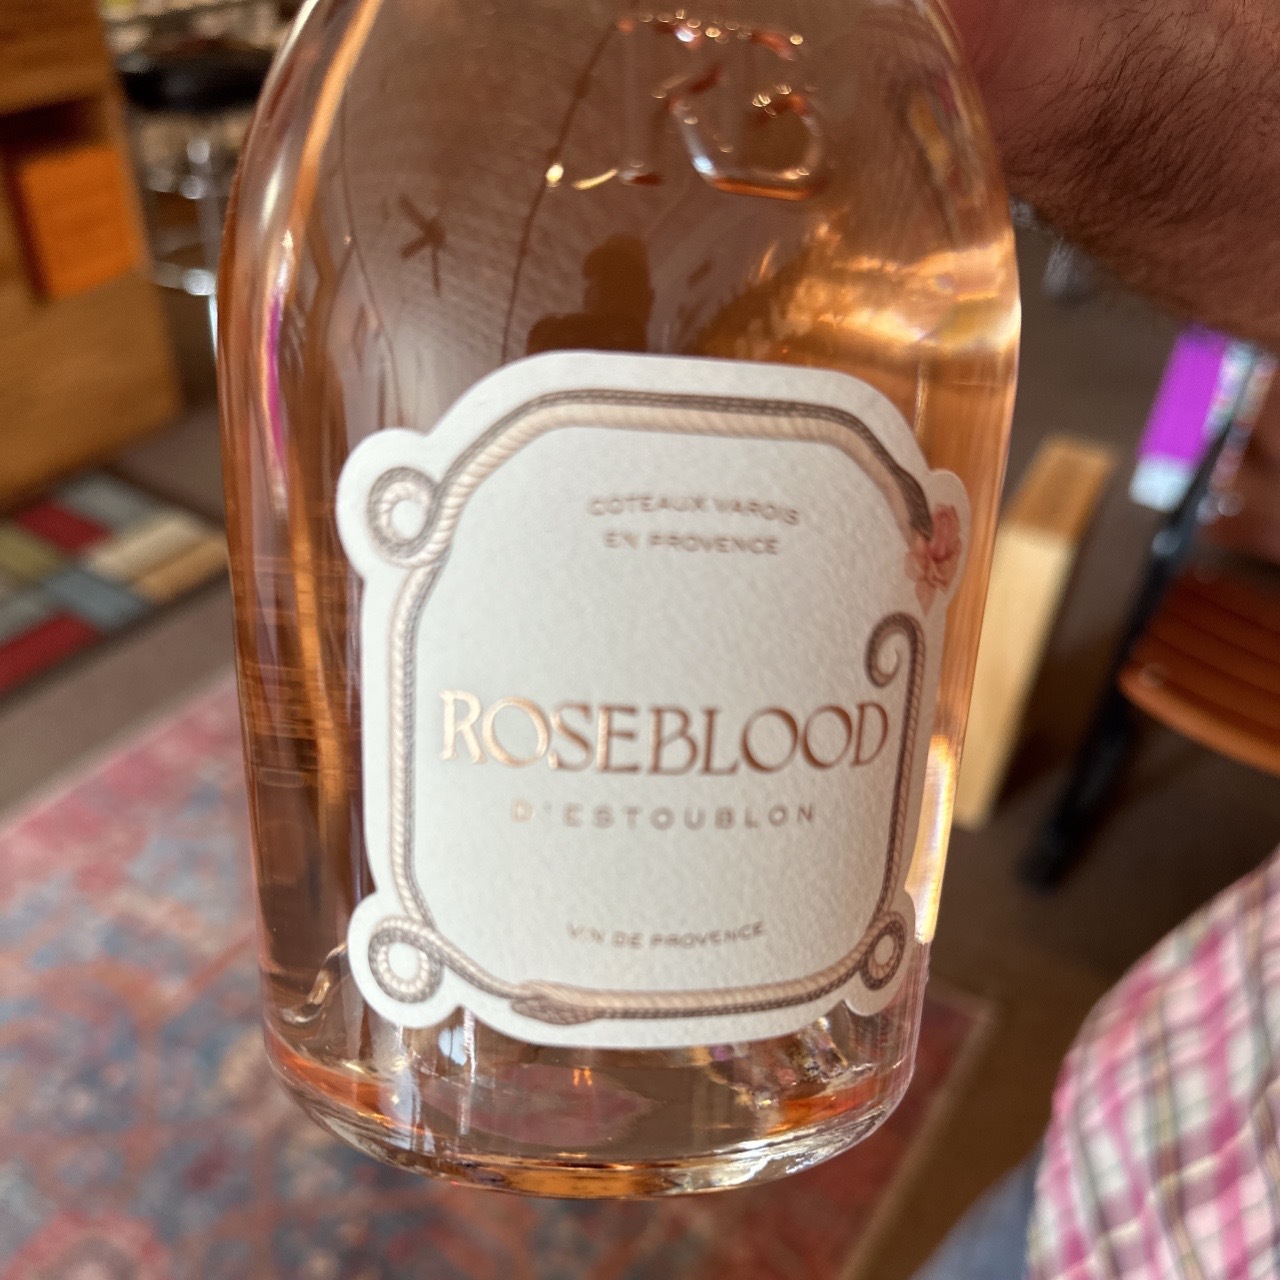 COTEAUX VAROIS
EN PROVENCE
ROSEBLOOD
D'ESTOUBLON
VIN DE PROVENCE